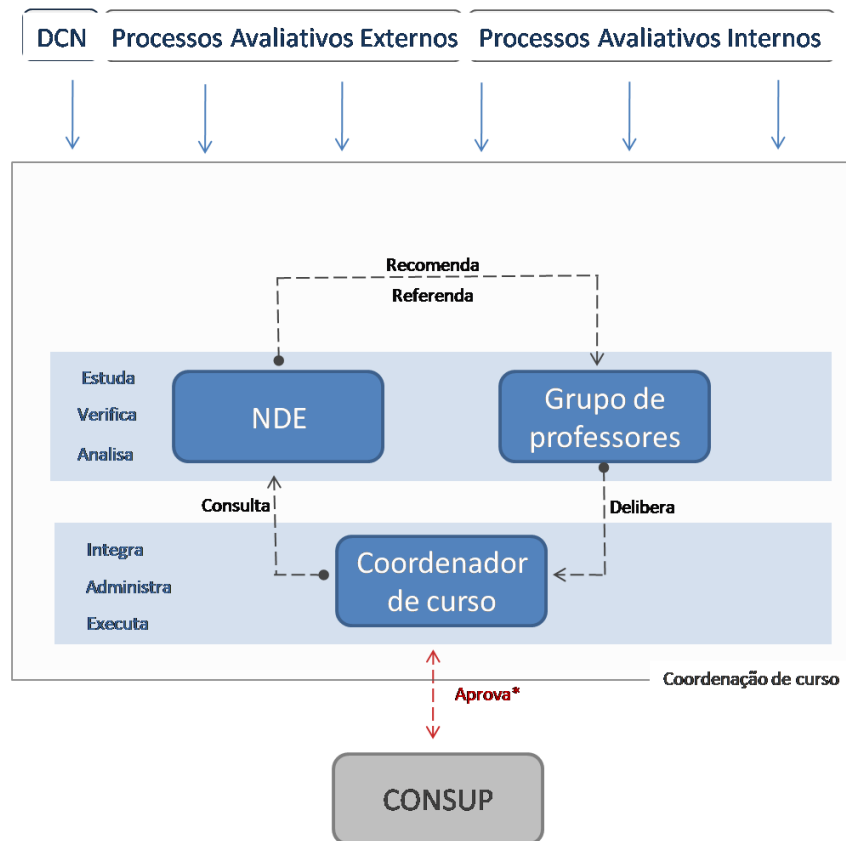 DCN
Processos Avaliativos Externos
Processos Avaliativos Internos
Recomenda
Referenda
Estuda
Verifica
Analisa
NDE
Grupo de
professores
Consulta
Delibera
Integra
Administra
Executa
Coordenador
de curso
Coordenação de curso
Aprova*
CONSUP